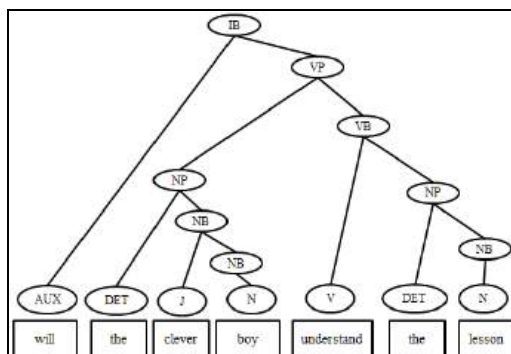 IB
VP
VB
NP
NP
NB
NB
NB
AUX DET J N V DET N
will the clever boy understand the lesson